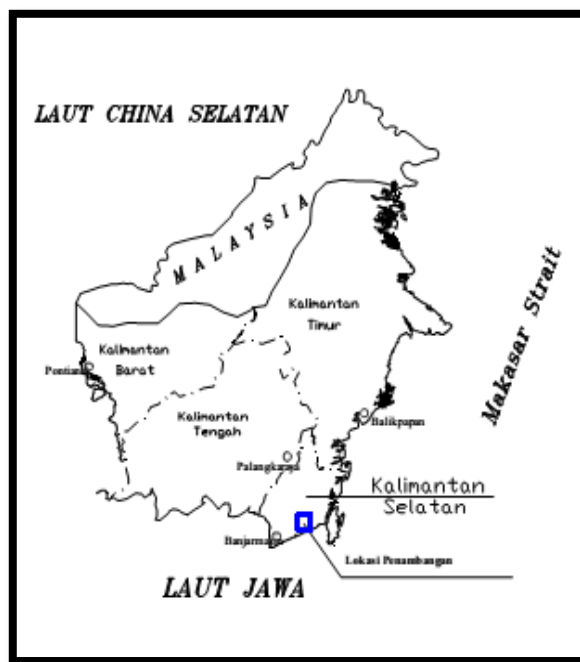 LAUT CHINA SELATAN
MALAYSIA
Kalimantan
Timur
Makasar Strait
Kalimantan
Barat
Pontianak
Kalimantan
Tengah
Balikpapan
Palangkaraya
Kalimantan
Selatan
Banjarmasin
Lokasi Penambangan
LAUT JAWA